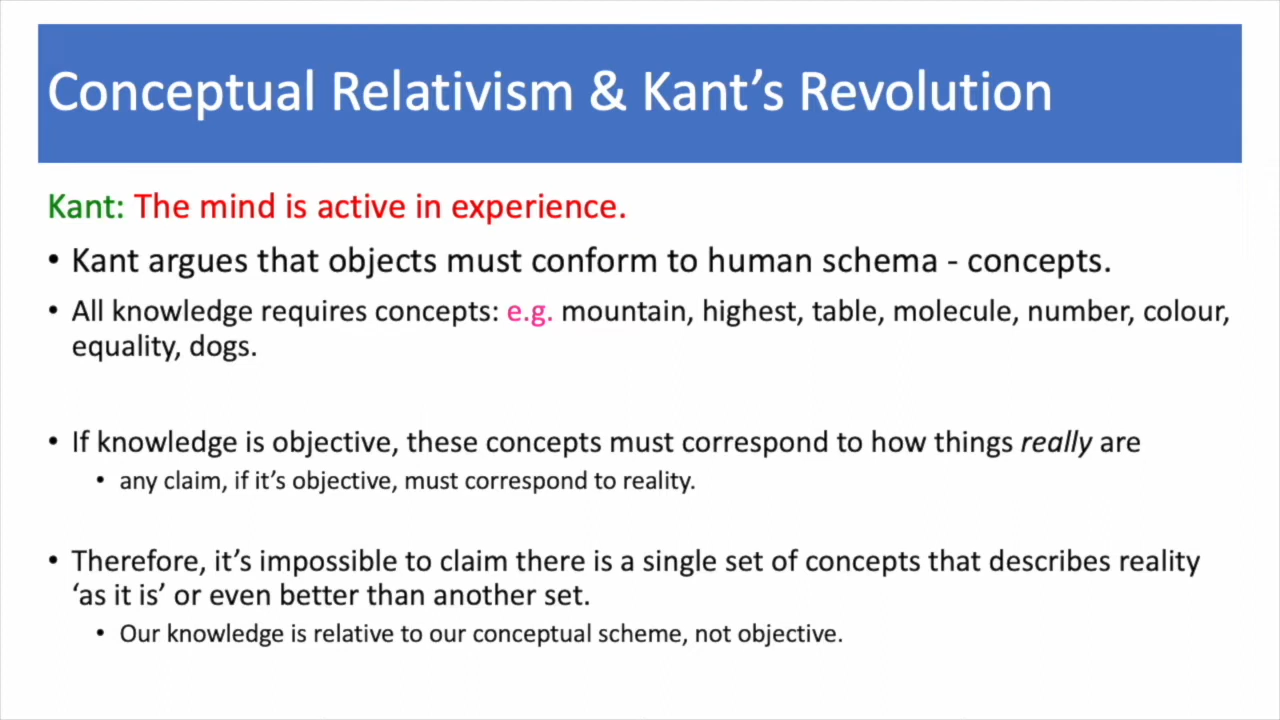 Conceptual Relativism & Kant's Revolution
Kant: The mind is active in experience.
• Kant argues that objects must conform to human schema - concepts.
• All knowledge requires concepts: e.g. mountain, highest, table, molecule, number, colour,
equality, dogs.
• If knowledge is objective, these concepts must correspond to how things really are
• any claim, if it's objective, must correspond to reality.
• Therefore, it's impossible to claim there is a single set of concepts that describes reality
'as it is' or even better than another set.
• Our knowledge is relative to our conceptual scheme, not objective.